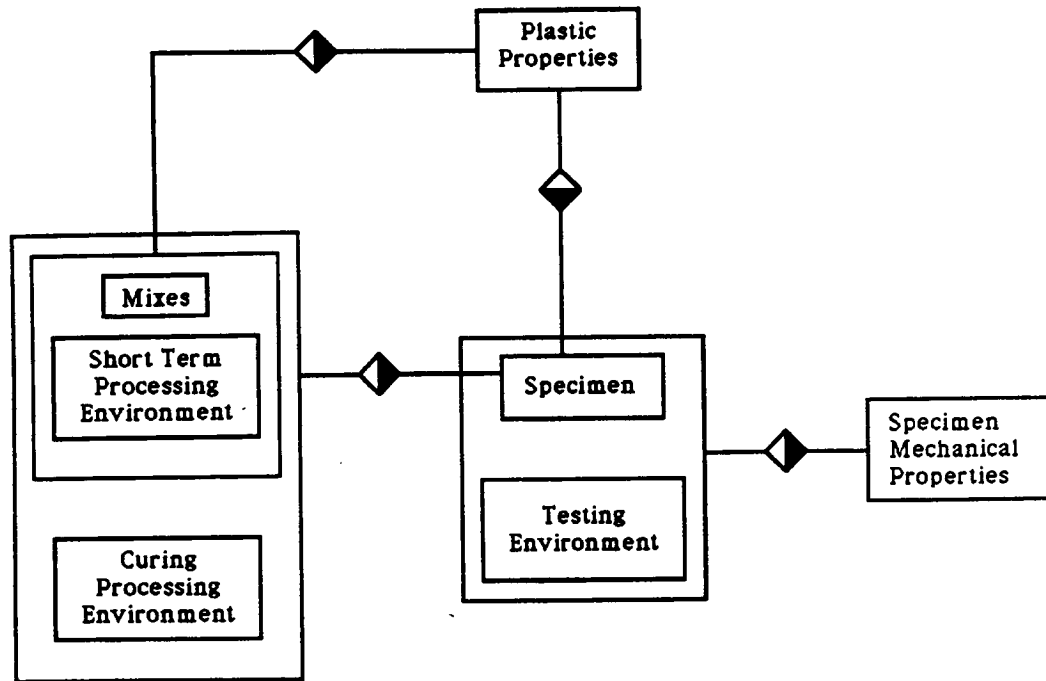 Plastic
Properties
Mixes
Short Term
Processing
Environment
Curing
Processing
Environment
Specimen
Testing
Environment
Specimen
Mechanical
Properties